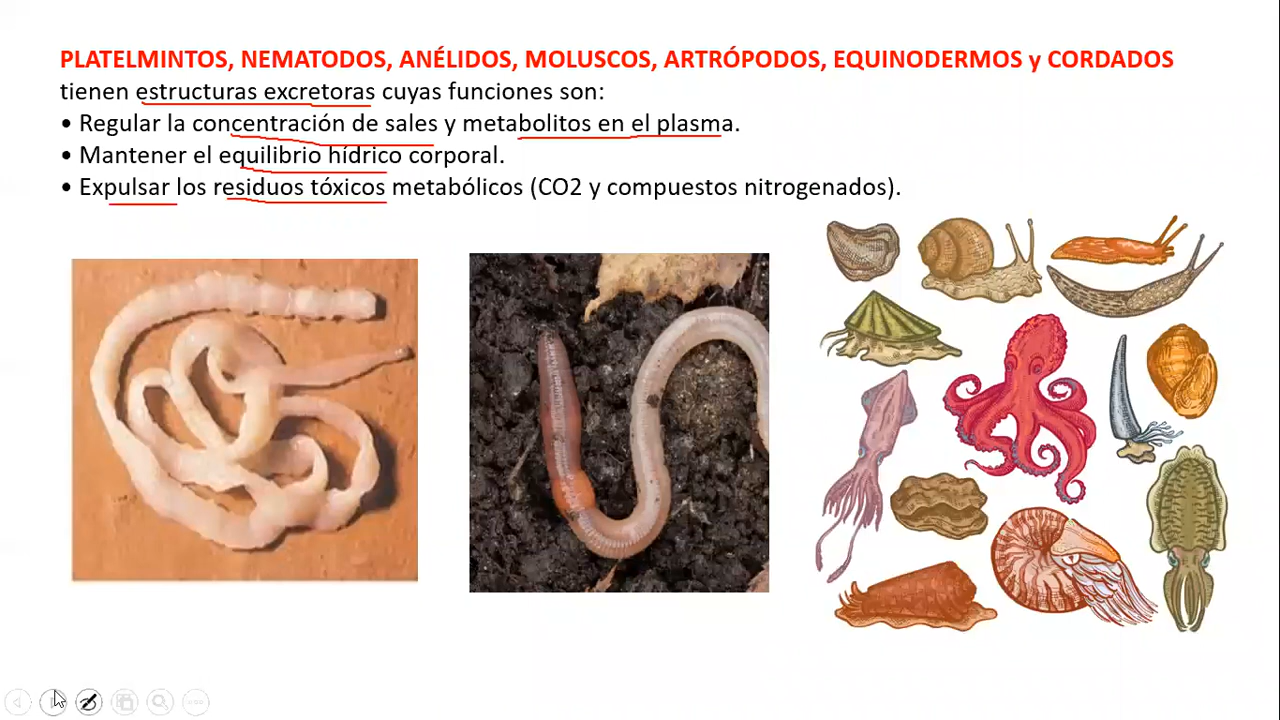 PLATELMINTOS, NEMATODOS, ANÉLIDOS, MOLUSCOS, ARTRÓPODOS, EQUINODERMOS y CORDADOS
tienen estructuras excretoras cuyas funciones son:
• Regular la concentración de sales y metabolitos en el plasma.
• Mantener el equilibrio hídrico corporal.
• Expulsar los residuos tóxicos metabólicos (CO2 y compuestos nitrogenados).